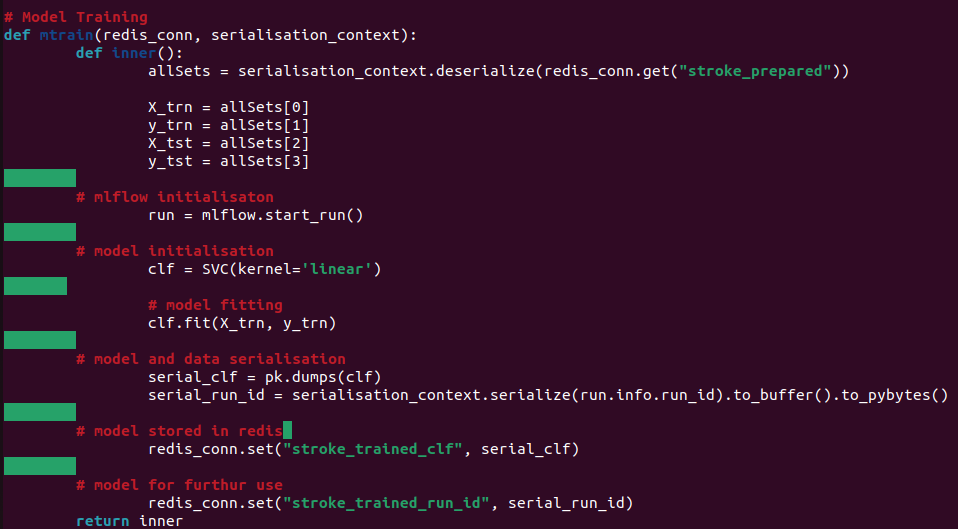 # Model Training
def mtrain(redis_conn, serialisation_context):
        def inner():
                allSets = serialisation_context.deserialize(redis_conn.get("stroke_prepared"))

                X_trn = allSets[0]
                y_trn = allSets[1]
                X_tst = allSets[2]
                y_tst = allSets[3]

        # mlflow initialisaton
                run = mlflow.start_run()

        # model initialisation
                clf = SVC(kernel='linear')

                # model fitting
                clf.fit(X_trn, y_trn)

        # model and data serialisation
                serial_clf = pk.dumps(clf)
                serial_run_id = serialisation_context.serialize(run.info.run_id).to_buffer().to_pybytes()

        # model stored in redis
                redis_conn.set("stroke_trained_clf", serial_clf)

        # model for furthur use
                redis_conn.set("stroke_trained_run_id", serial_run_id)
        return inner